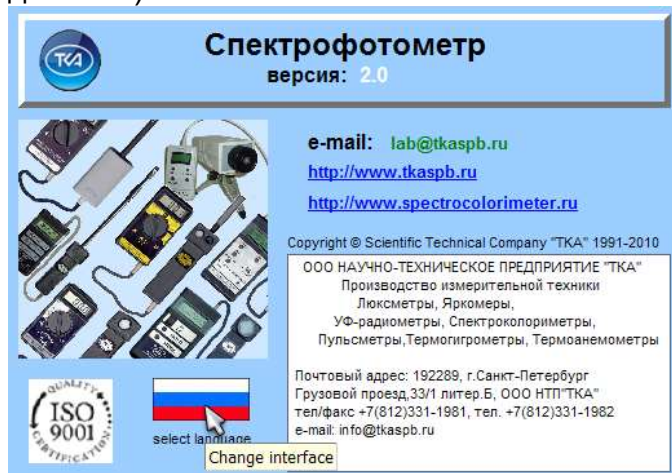 ТКА
Спектрофотометр
версия: 2.0
e-mail: lab@tkaspb.ru
http://www.tkaspb.ru
http://www.spectrocolorimeter.ru
Copyright © Scientific Technical Company "ТКА" 1991-2010
ООО НАУЧНО-ТЕХНИЧЕСКОЕ ПРЕДПРИЯТИЕ "ТКА"
Производство измерительной техники
Люксметры, Яркомеры,
УФ-радиометры, Спектроколориметры,
Пульсметры,Термогигрометры, Термоанемометры
Почтовый адрес: 192289, г.Санкт-Петербург
Грузовой проезд,33/1 литер.Б, ООО НТП"ТКА"
тел/факс +7(812)331-1981, тел. +7(812)331-1982
e-mail: info@tkaspb.ru
QUALITY
ISO
9001
CERTIFICATION
select language
Change interface